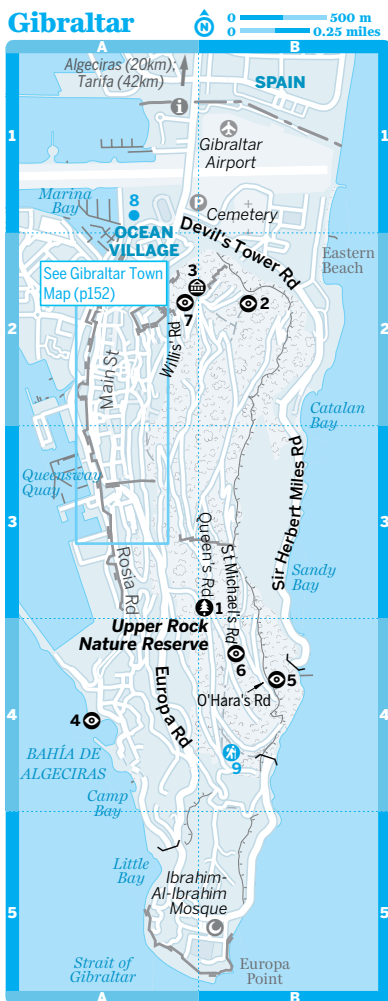 Gibraltar
N
0 500 m
0 0.25 miles
A B
Algeciras (20km);
Tarifa (42km)
SPAIN
i
1 1
Gibraltar
Airport
Marina
Bay
8
P
Cemetery
OCEAN
VILLAGE
Devil's Tower Rd
Eastern
Beach
See Gibraltar Town
Map (p152)
3
7
2
2 2
Willis's Rd
Main St
Catalan
Bay
Queensway
Quay
Sir Herbert Miles Rd
3 3
Queen's Rd
St Michael's Rd
Rosia Rd
Sandy
Bay
1
Upper Rock
Nature Reserve
6
5
O'Hara's Rd
Europa Rd
4
4 4
9
BAHÍA DE
ALGECIRAS
Camp
Bay
Little
Bay
Ibrahim-
Al-Ibrahim
Mosque
5 5
Strait of
Gibraltar
Europa
Point
A B